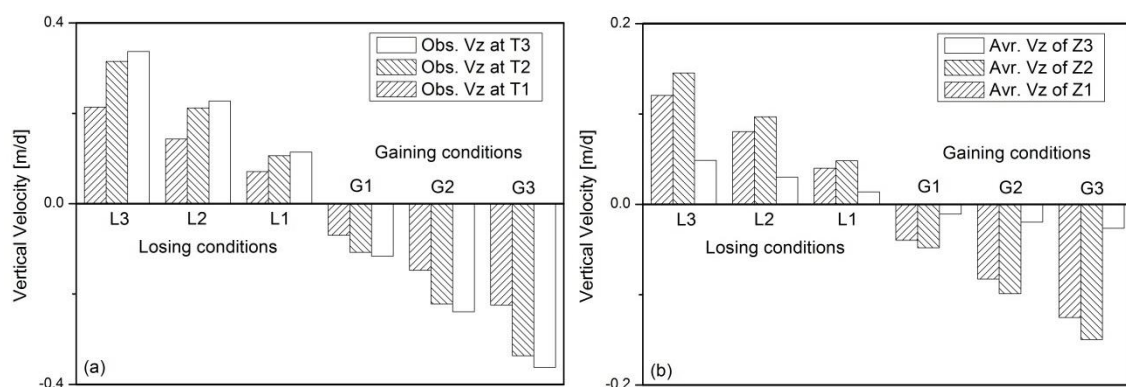 0.4
0.0
-0.4
Vertical Velocity [m/d]
Obs. Vz at T3
Obs. Vz at T2
Obs. Vz at T1
Gaining conditions
G1
G2
G3
L3
L2
L1
Losing conditions
(a)
0.2
0.0
-0.2
Vertical Velocity [m/d]
Avr. Vz of Z3
Avr. Vz of Z2
Avr. Vz of Z1
Gaining conditions
G1
G2
G3
L3
L2
L1
Losing conditions
(b)